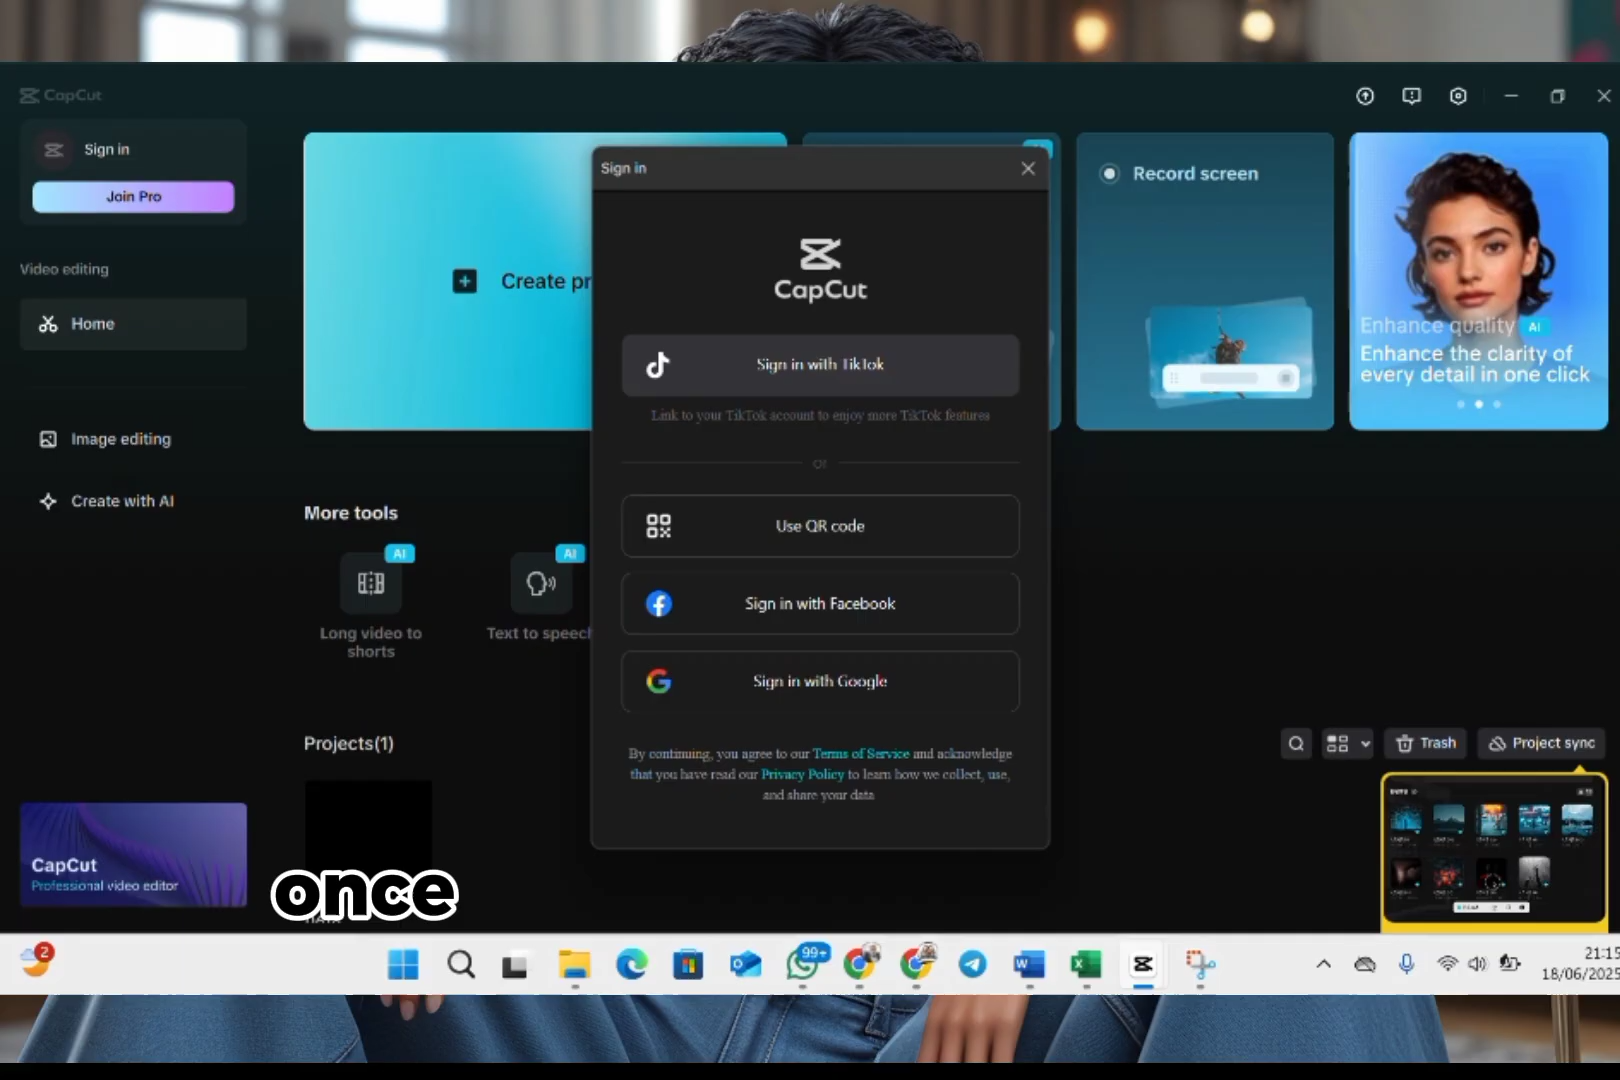 CapCut
Sign in
Join Pro
Video editing
Home
Image editing
Create with AI
CapCut
Professional video editor
Create pr
Record screen
Enhance quality AI
Enhance the clarity of
every detail in one click
More tools
AI
Long video to
shorts
AI
Text to speech
Projects(1)
Trash
Project sync
Sign in
CapCut
Sign in with TikTok
Link to your TikTok account to enjoy more TikTok features
or
Use QR code
Sign in with Facebook
Sign in with Google
By continuing, you agree to our Terms of Service and acknowledge
that you have read our Privacy Policy to learn how we collect, use,
and share your data
once
2
99+
21:15
18/06/2025